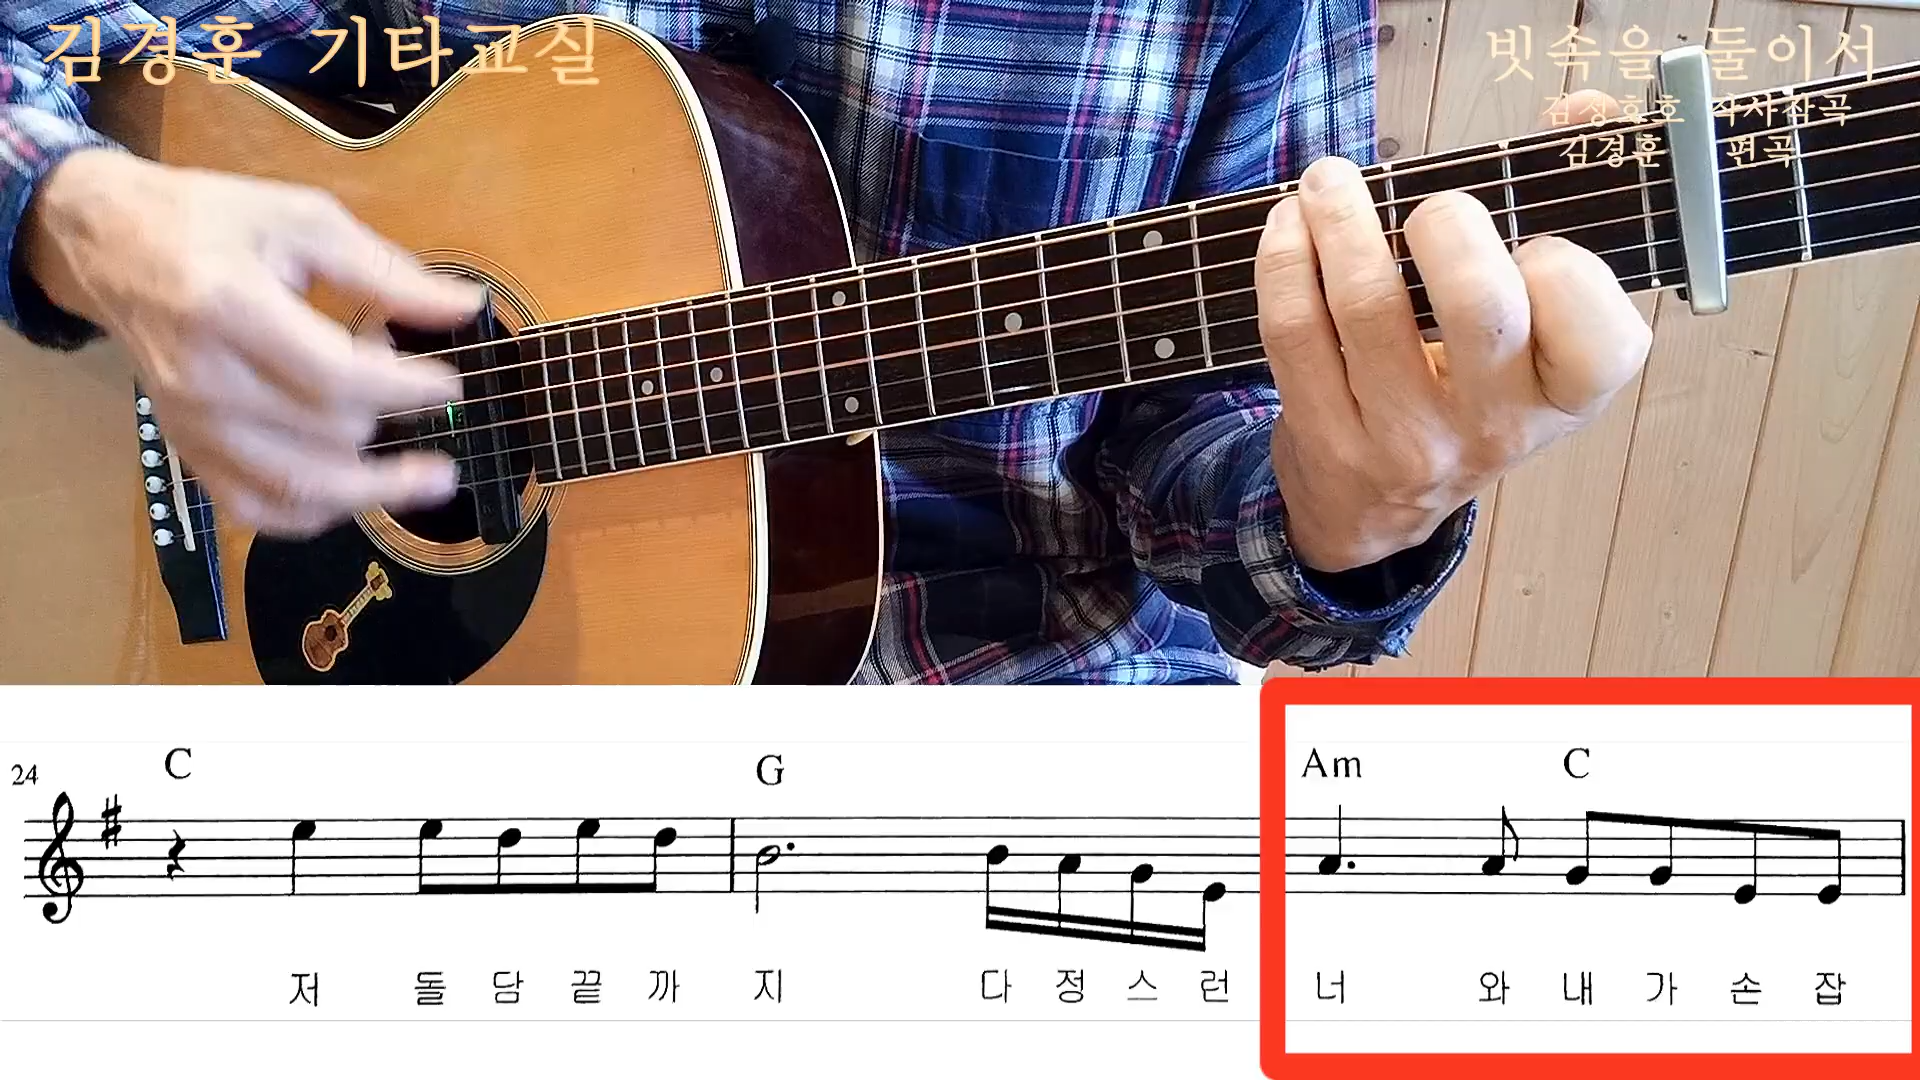 김경훈 기타교실
빗속을 둘이서
김성호호 작사작곡
김경훈 편곡
24 C G Am C
저 돌 담 끝 까 지 다 정 스 런 너 와 내 가 손 잡